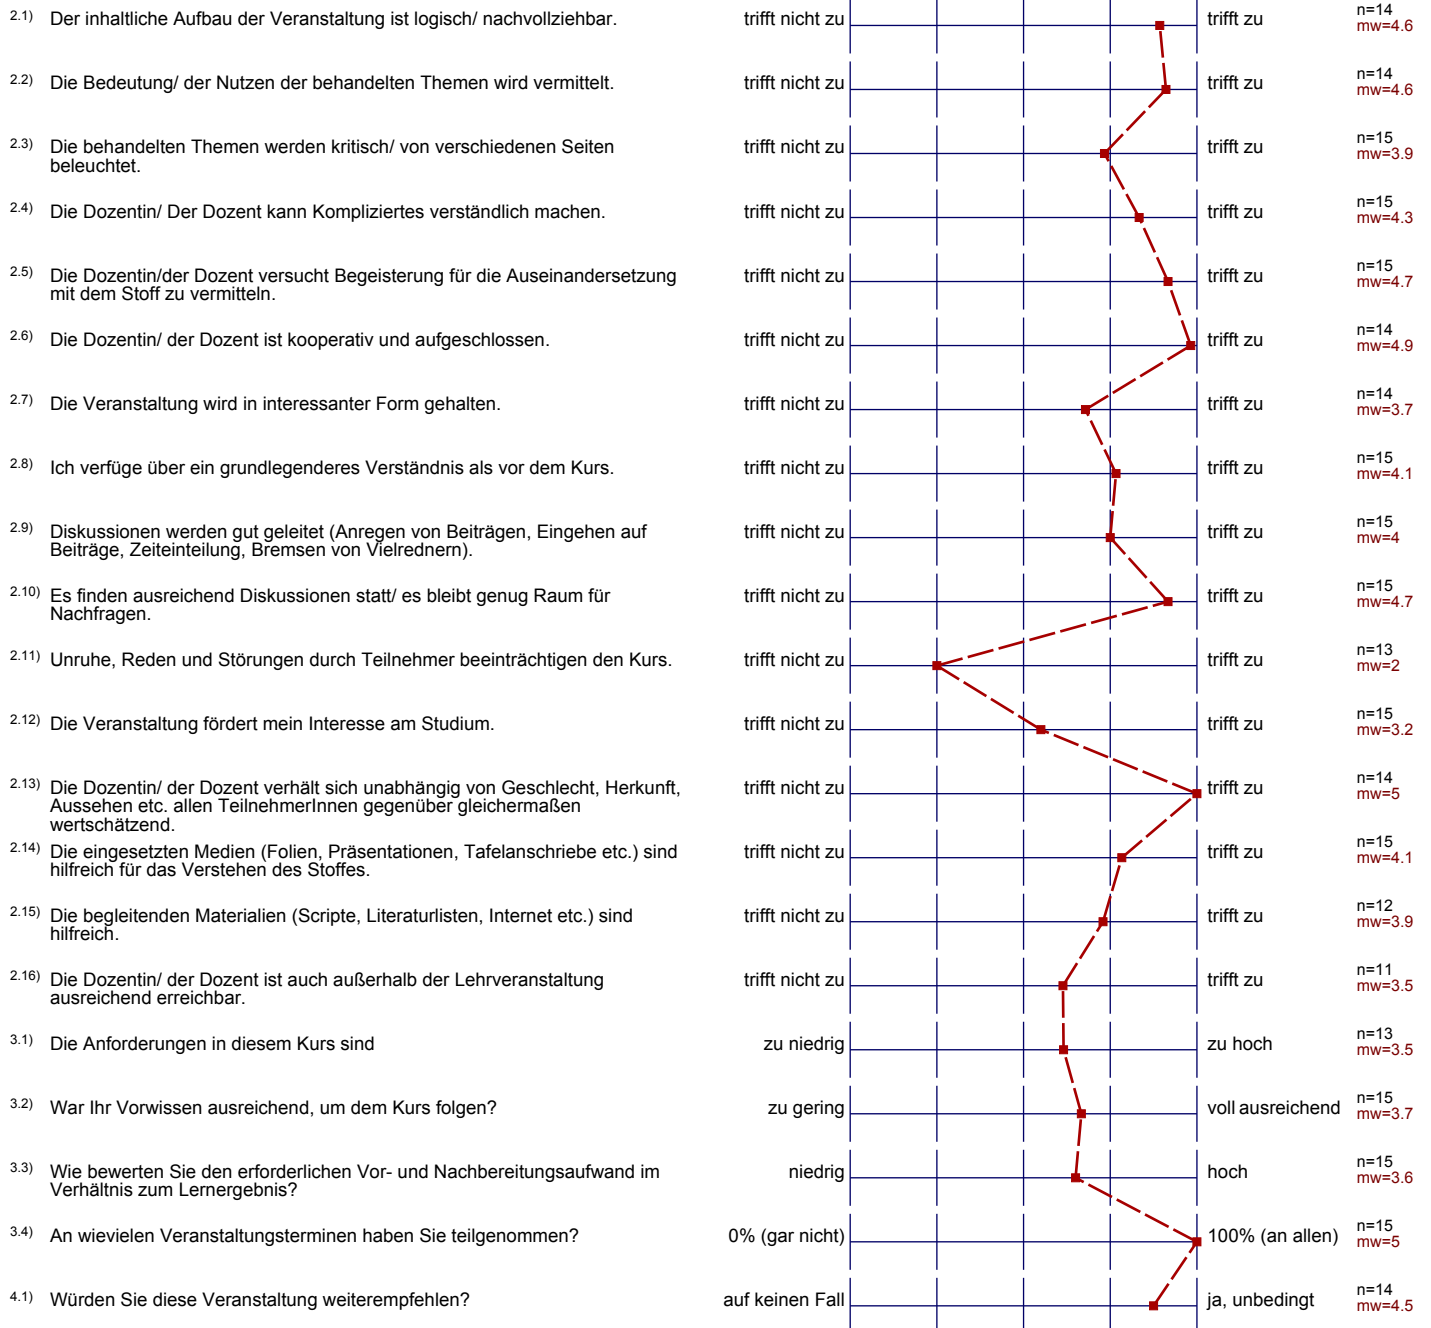 2.1) Der inhaltliche Aufbau der Veranstaltung ist logisch/ nachvollziehbar. trifft nicht zu trifft zu n=14
mw=4.6
2.2) Die Bedeutung/ der Nutzen der behandelten Themen wird vermittelt. trifft nicht zu trifft zu n=14
mw=4.6
2.3) Die behandelten Themen werden kritisch/ von verschiedenen Seiten trifft nicht zu trifft zu n=15
beleuchtet. mw=3.9
2.4) Die Dozentin/ Der Dozent kann Kompliziertes verständlich machen. trifft nicht zu trifft zu n=15
mw=4.3
2.5) Die Dozentin/der Dozent versucht Begeisterung für die Auseinandersetzung trifft nicht zu trifft zu n=15
mit dem Stoff zu vermitteln. mw=4.7
2.6) Die Dozentin/ der Dozent ist kooperativ und aufgeschlossen. trifft nicht zu trifft zu n=14
mw=4.9
2.7) Die Veranstaltung wird in interessanter Form gehalten. trifft nicht zu trifft zu n=14
mw=3.7
2.8) Ich verfüge über ein grundlegenderes Verständnis als vor dem Kurs. trifft nicht zu trifft zu n=15
mw=4.1
2.9) Diskussionen werden gut geleitet (Anregen von Beiträgen, Eingehen auf trifft nicht zu trifft zu n=15
Beiträge, Zeiteinteilung, Bremsen von Vielrednern). mw=4
2.10) Es finden ausreichend Diskussionen statt/ es bleibt genug Raum für trifft nicht zu trifft zu n=15
Nachfragen. mw=4.7
2.11) Unruhe, Reden und Störungen durch Teilnehmer beeinträchtigen den Kurs. trifft nicht zu trifft zu n=13
mw=2
2.12) Die Veranstaltung fördert mein Interesse am Studium. trifft nicht zu trifft zu n=15
mw=3.2
2.13) Die Dozentin/ der Dozent verhält sich unabhängig von Geschlecht, Herkunft, trifft nicht zu trifft zu n=14
Aussehen etc. allen TeilnehmerInnen gegenüber gleichermaßen mw=5
wertschätzend.
2.14) Die eingesetzten Medien (Folien, Präsentationen, Tafelanschriebe etc.) sind trifft nicht zu trifft zu n=15
hilfreich für das Verstehen des Stoffes. mw=4.1
2.15) Die begleitenden Materialien (Scripte, Literaturlisten, Internet etc.) sind trifft nicht zu trifft zu n=12
hilfreich. mw=3.9
2.16) Die Dozentin/ der Dozent ist auch außerhalb der Lehrveranstaltung trifft nicht zu trifft zu n=11
ausreichend erreichbar. mw=3.5
3.1) Die Anforderungen in diesem Kurs sind zu niedrig zu hoch n=13
mw=3.5
3.2) War Ihr Vorwissen ausreichend, um dem Kurs folgen? zu gering voll ausreichend n=15
mw=3.7
3.3) Wie bewerten Sie den erforderlichen Vor- und Nachbereitungsaufwand im niedrig hoch n=15
Verhältnis zum Lernergebnis? mw=3.6
3.4) An wievielen Veranstaltungsterminen haben Sie teilgenommen? 0% (gar nicht) 100% (an allen) n=15
mw=5
4.1) Würden Sie diese Veranstaltung weiterempfehlen? auf keinen Fall ja, unbedingt n=14
mw=4.5